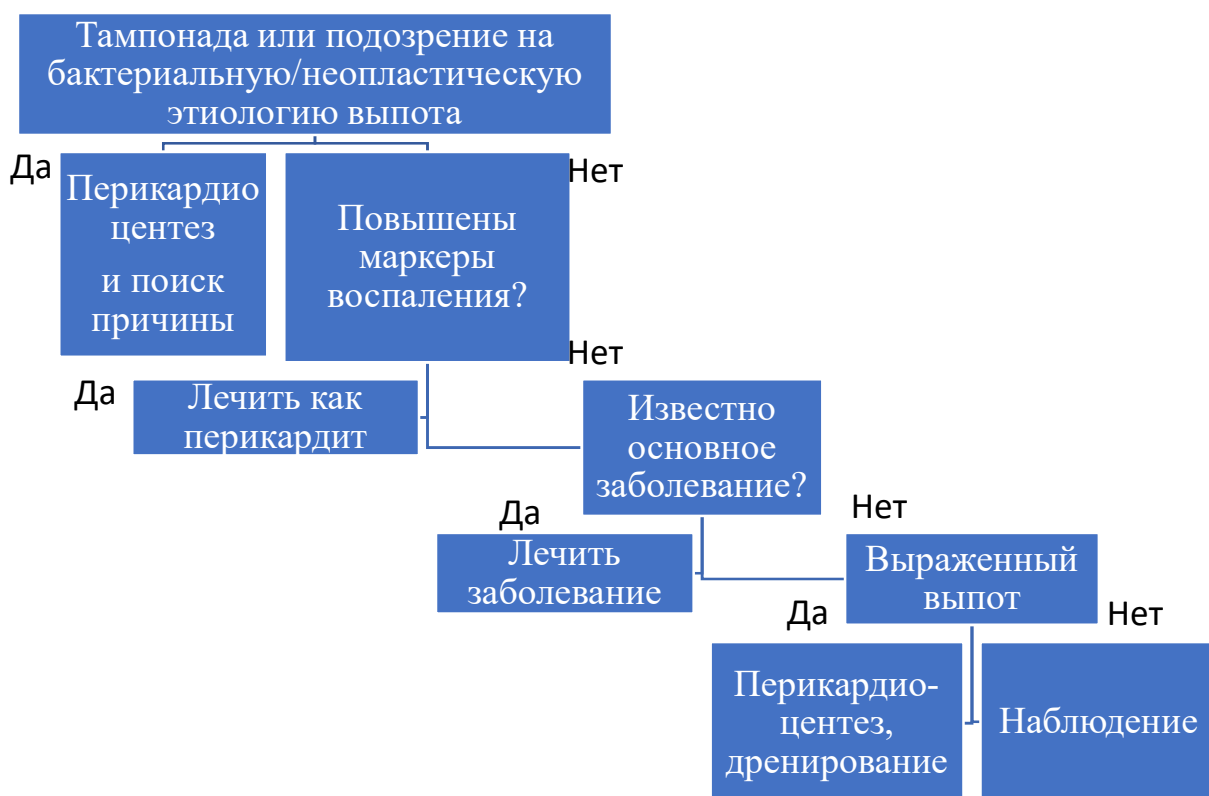 Тампонада или подозрение на
бактериальную/неопластическую
этиологию выпота
Да
Перикардио
центез
и поиск
причины
Нет
Повышены
маркеры
воспаления?
Да
Лечить как
перикардит
Нет
Известно
основное
заболевание?
Да
Лечить
заболевание
Нет
Выраженный
выпот
Да
Перикардио-
центез,
дренирование
Нет
Наблюдение